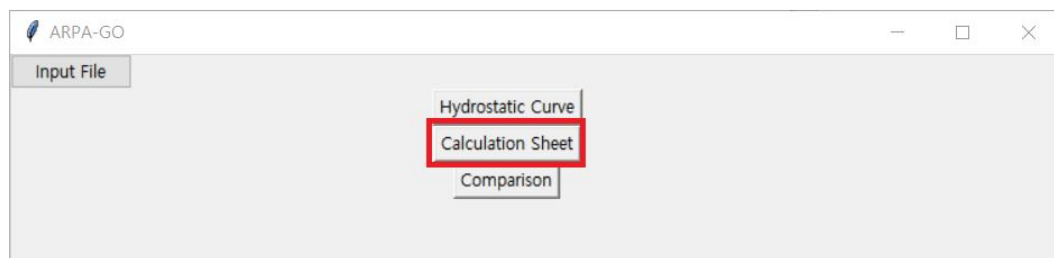 ARPA-GO
Input File
Hydrostatic Curve
Calculation Sheet
Comparison